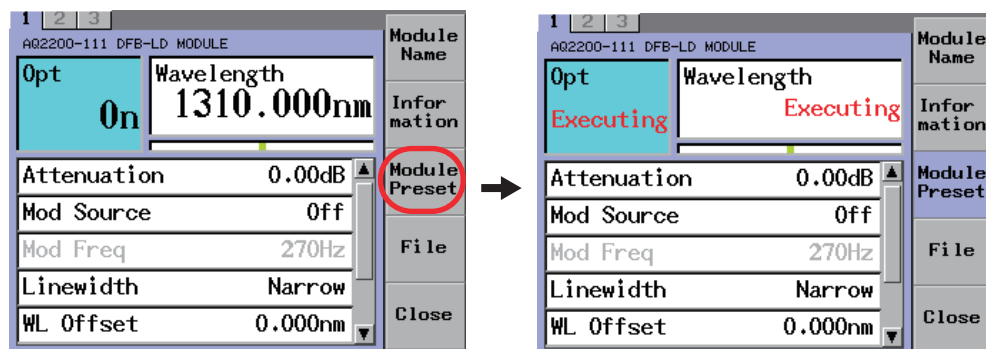 1 2 3
AQ2200-111 DFB-LD MODULE
Opt
On
Wavelength
1310.000nm
Attenuation 0.00dB
Mod Source Off
Mod Freq 270Hz
Linewidth Narrow
WL Offset 0.000nm
Module
Name
Infor
mation
Module
Preset
File
Close
1 2 3
AQ2200-111 DFB-LD MODULE
Opt
Executing
Wavelength
Executing
Attenuation 0.00dB
Mod Source Off
Mod Freq 270Hz
Linewidth Narrow
WL Offset 0.000nm
Module
Name
Infor
mation
Module
Preset
File
Close